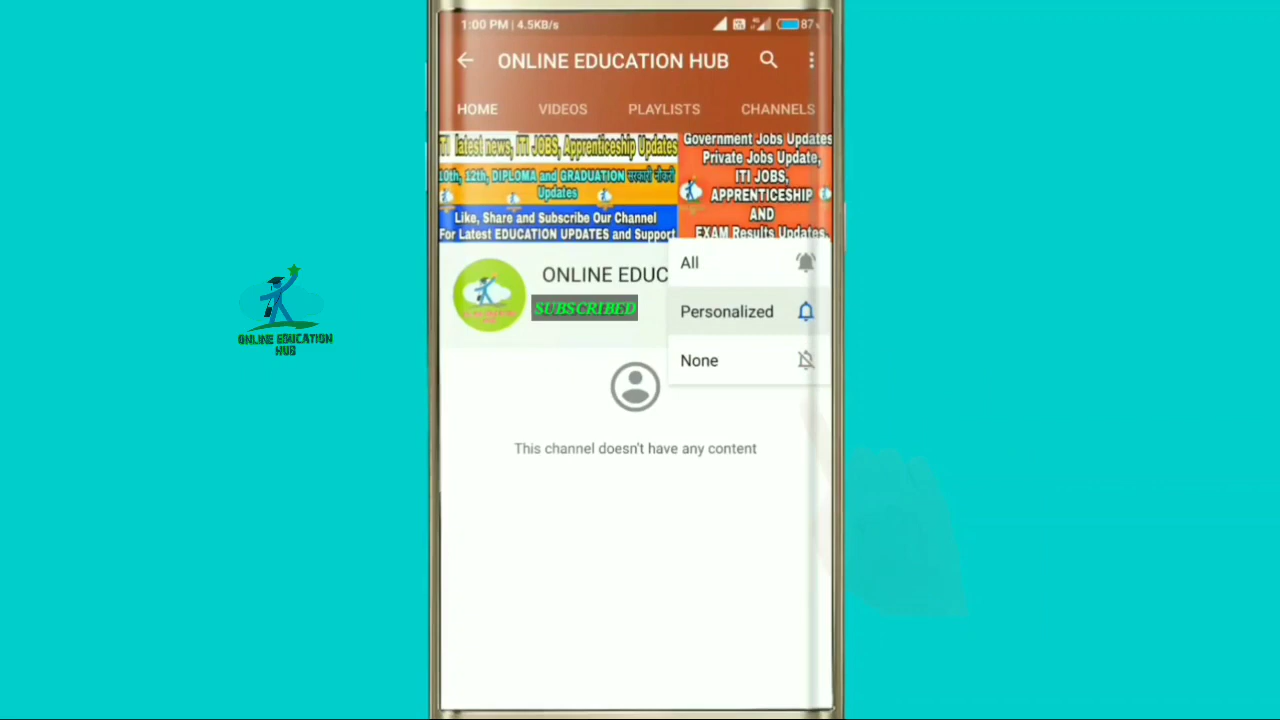 1:00 PM | 4.5KB/s
87
ONLINE EDUCATION HUB
HOME VIDEOS PLAYLISTS CHANNELS
ITI latest news, ITI JOBS, Apprenticeship Updates
10th, 12th, DIPLOMA and GRADUATION सरकारी नौकरी
Updates
Like, Share and Subscribe Our Channel
For Latest EDUCATION UPDATES and Support
Government Jobs Updates
Private Jobs Update,
ITI JOBS,
APPRENTICESHIP
AND
EXAM Results Updates,
ONLINE EDUC
SUBSCRIBED
All
Personalized
None
This channel doesn't have any content
ONLINE EDUCATION
HUB